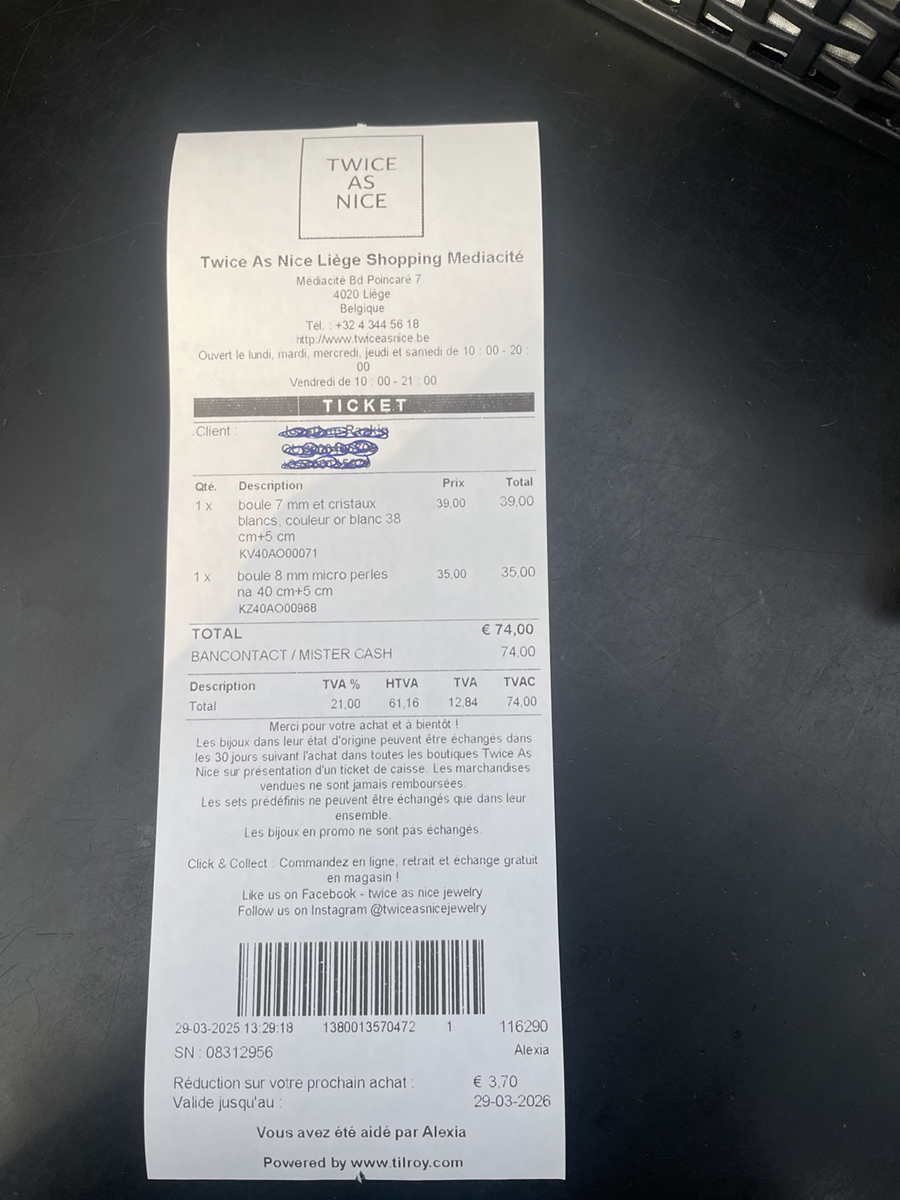 TWICE
AS
NICE
Twice As Nice Liège Shopping Mediacité
Médiacité Bd Poincaré 7
4020 Liège
Belgique
Tél. : +32 4 344 56 18
http://www.twiceasnice.be
Ouvert le lundi, mardi, mercredi, jeudi et samedi de 10 : 00 - 20 :
00
Vendredi de 10 : 00 - 21 : 00
TICKET
Client :
Qté. Description Prix Total
1 x boule 7 mm et cristaux 39,00 39,00
blancs, couleur or blanc 38
cm+5 cm
KV40AO00071
1 x boule 8 mm micro perles 35,00 35,00
na 40 cm+5 cm
KZ40AO00968
TOTAL € 74,00
BANCONTACT / MISTER CASH 74,00
Description TVA % HTVA TVA TVAC
Total 21,00 61,16 12,84 74,00
Merci pour votre achat et à bientôt !
Les bijoux dans leur état d'origine peuvent être échangés dans
les 30 jours suivant l'achat dans toutes les boutiques Twice As
Nice sur présentation d'un ticket de caisse. Les marchandises
vendues ne sont jamais remboursées.
Les sets prédéfinis ne peuvent être échangés que dans leur
ensemble.
Les bijoux en promo ne sont pas échangés.
Click & Collect : Commandez en ligne, retrait et échange gratuit
en magasin !
Like us on Facebook - twice as nice jewelry
Follow us on Instagram @twiceasnicejewelry
29-03-2025 13:29:18 1380013570472 1 116290
SN : 08312956 Alexia
Réduction sur votre prochain achat : € 3,70
Valide jusqu'au : 29-03-2026
Vous avez été aidé par Alexia
Powered by www.tilroy.com